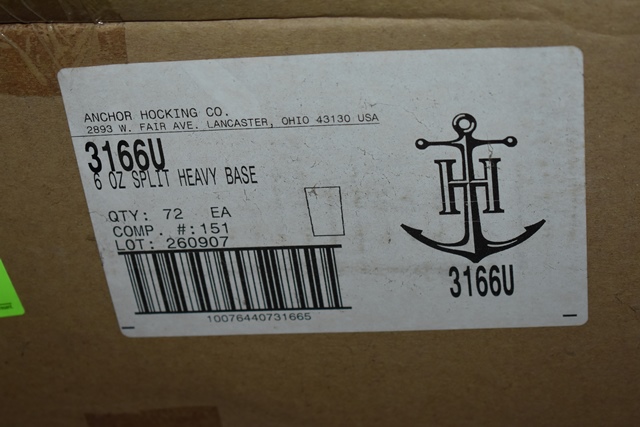 ANCHOR HOCKING CO.
2893 W. FAIR AVE. LANCASTER, OHIO 43130 USA
3166U
6 OZ SPLIT HEAVY BASE
QTY: 72 EA
COMP. #:151
LOT: 260907
10076440731665
H
3166U